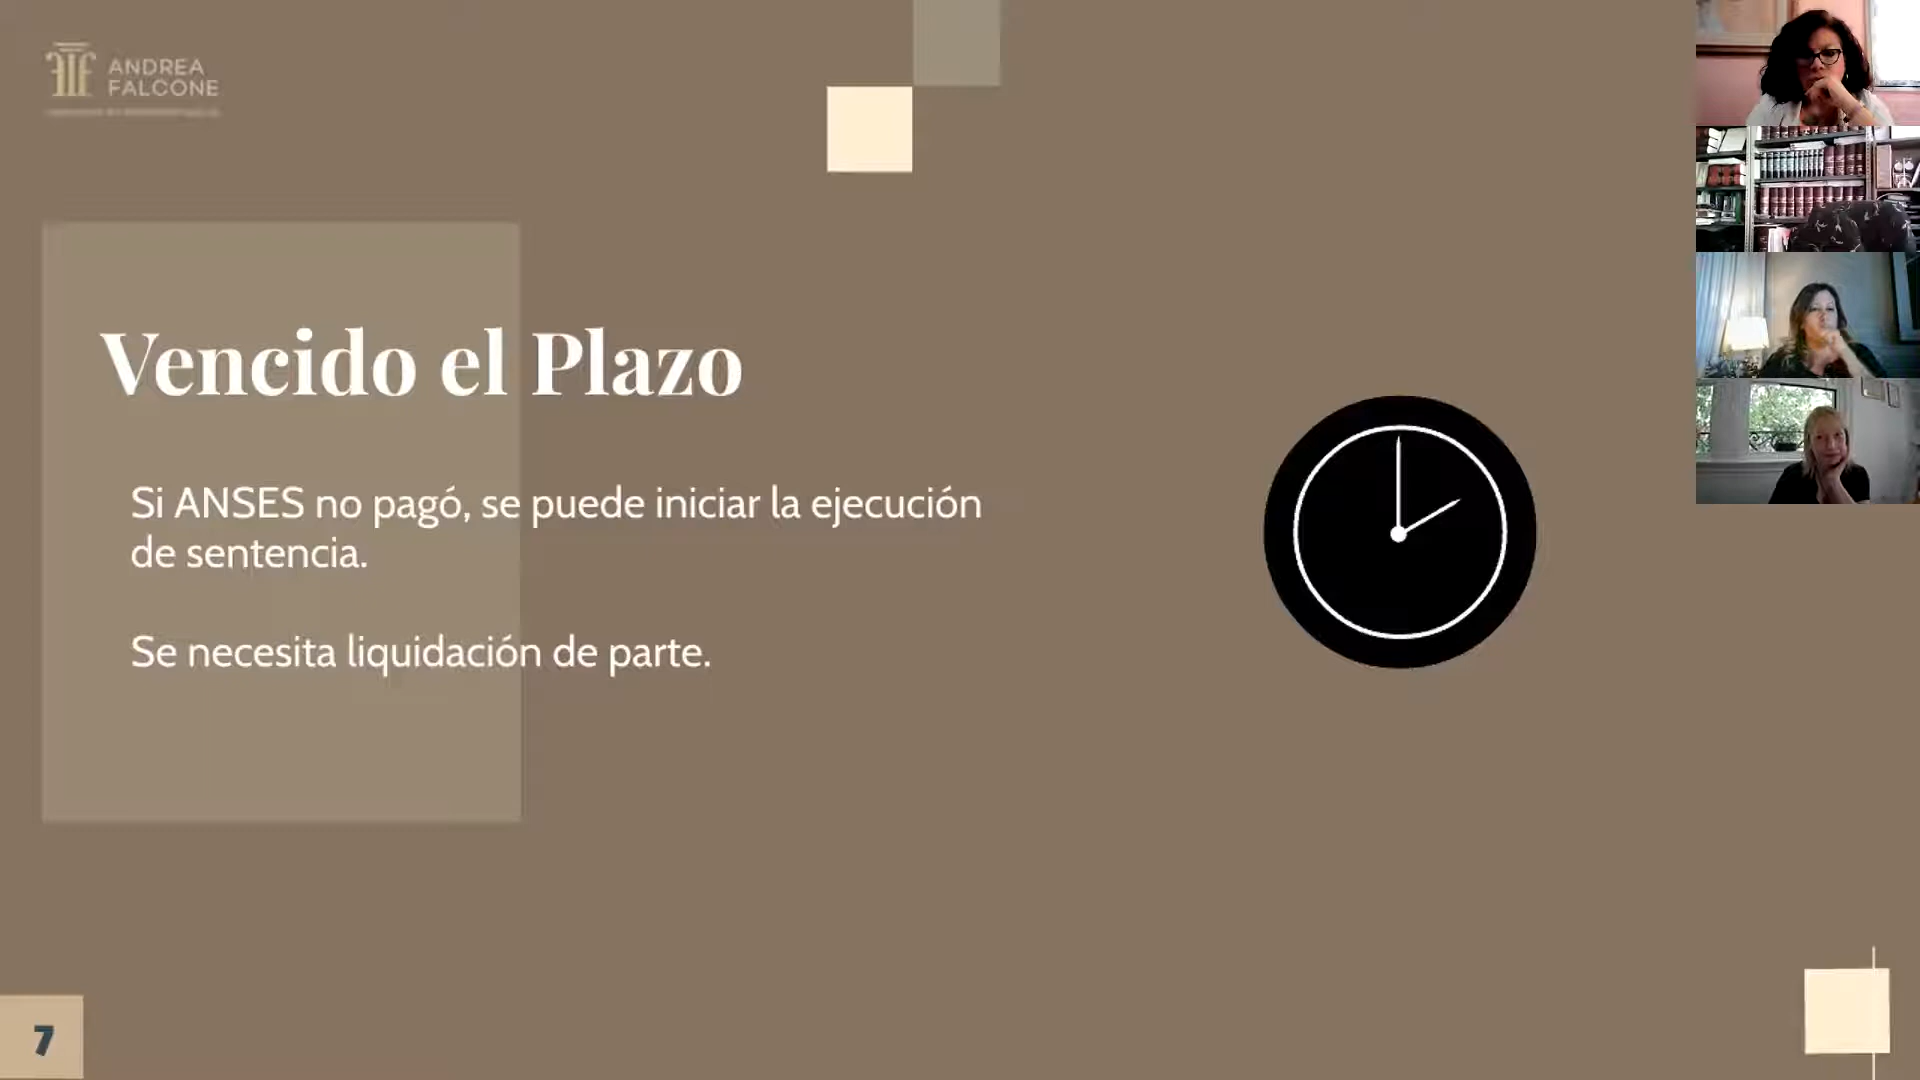 ANDREA
FALCONE
Vencido el Plazo
Si ANSES no pagó, se puede iniciar la ejecución
de sentencia.
Se necesita liquidación de parte.
7